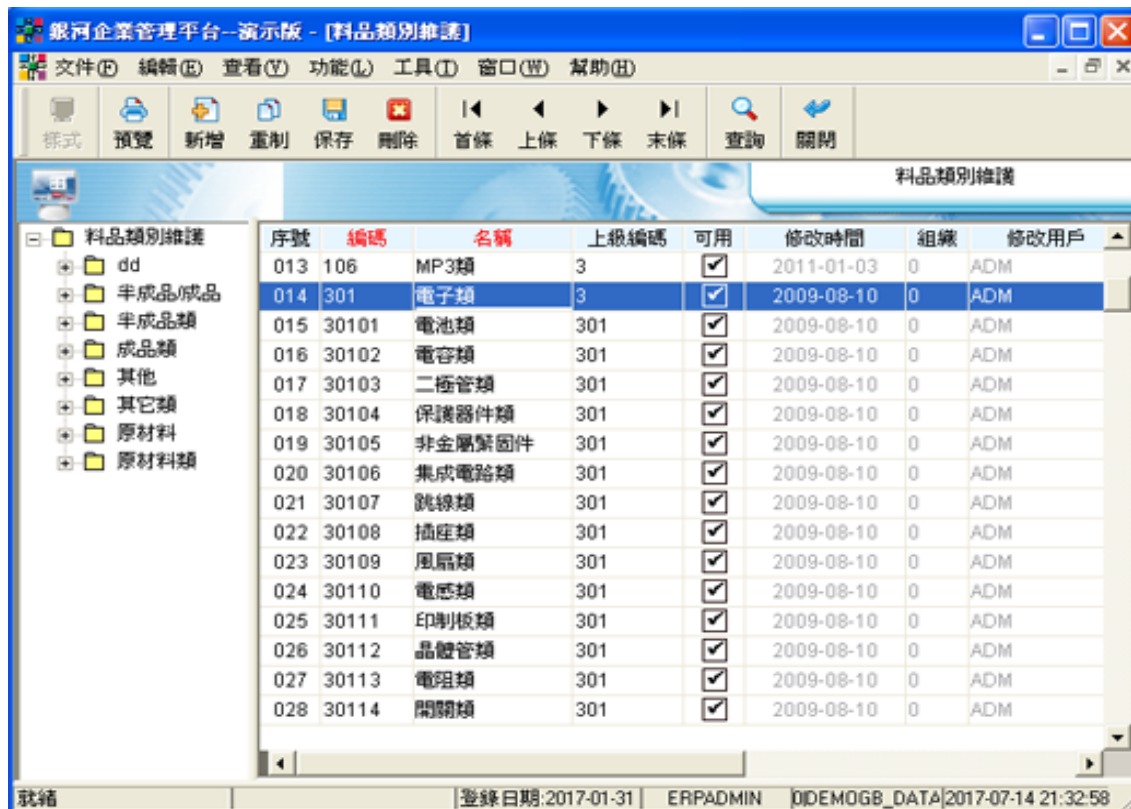 銀河企業管理平台--演示版 - [料品類別維護]
文件(F) 編輯(E) 查看(V) 功能(L) 工具(T) 窗口(W) 幫助(H)
樣式 預覽 新增 重制 保存 刪除 首條 上條 下條 末條 查詢 關閉
料品類別維護
料品類別維護
dd
半成品/成品
半成品類
成品類
其他
其它類
原材料
原材料類
序號 編碼 名稱 上級編碼 可用 修改時間 組織 修改用戶
013 106 MP3類 3 2011-01-03 0 ADM
014 301 電子類 3 2009-08-10 0 ADM
015 30101 電池類 301 2009-08-10 0 ADM
016 30102 電容類 301 2009-08-10 0 ADM
017 30103 二極管類 301 2009-08-10 0 ADM
018 30104 保護器件類 301 2009-08-10 0 ADM
019 30105 非金屬緊固件 301 2009-08-10 0 ADM
020 30106 集成電路類 301 2009-08-10 0 ADM
021 30107 跳線類 301 2009-08-10 0 ADM
022 30108 插座類 301 2009-08-10 0 ADM
023 30109 風扇類 301 2009-08-10 0 ADM
024 30110 電感類 301 2009-08-10 0 ADM
025 30111 印制板類 301 2009-08-10 0 ADM
026 30112 晶體管類 301 2009-08-10 0 ADM
027 30113 電阻類 301 2009-08-10 0 ADM
028 30114 開關類 301 2009-08-10 0 ADM
就緒 登錄日期:2017-01-31 ERPADMIN 0|DEMOGB_DATA 2017-07-14 21:32:58